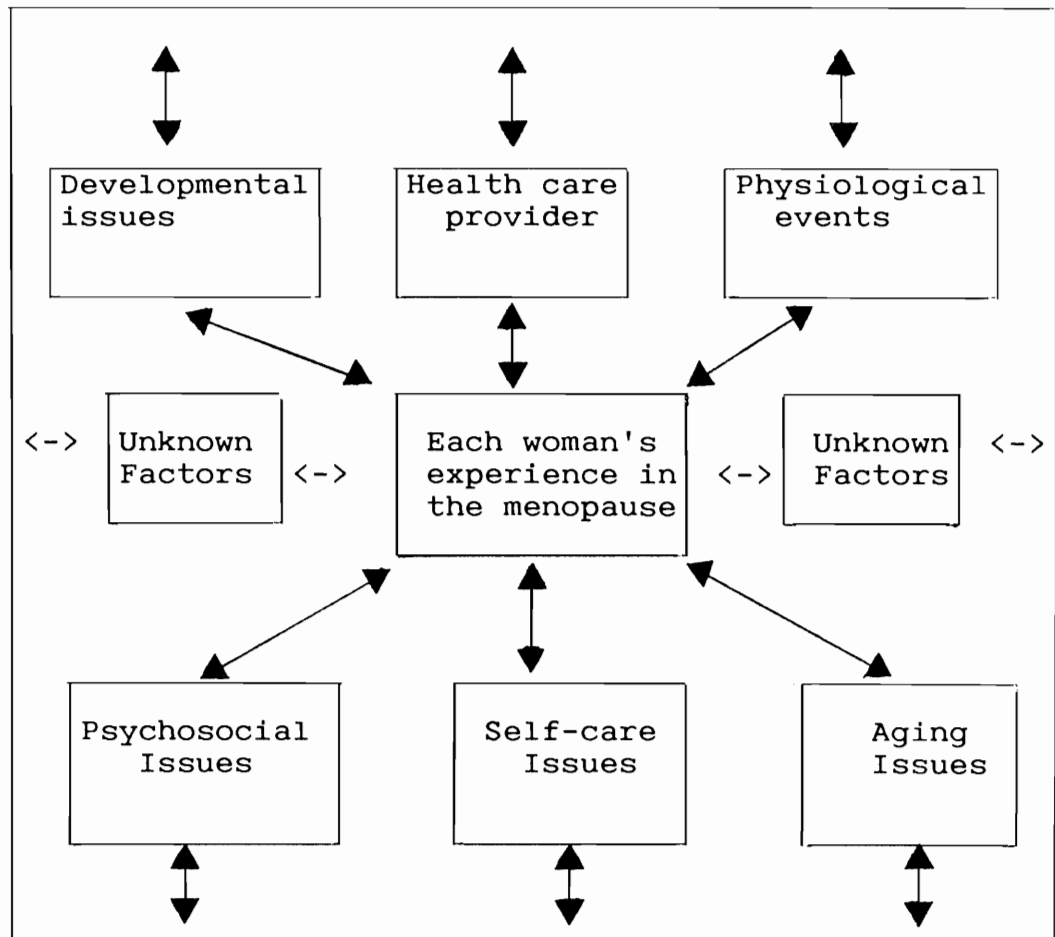 Developmental
issues
Health care
provider
Physiological
events
<->
Unknown
Factors
<->
Each woman's
experience in
the menopause
<->
Unknown
Factors
<->
Psychosocial
Issues
Self-care
Issues
Aging
Issues